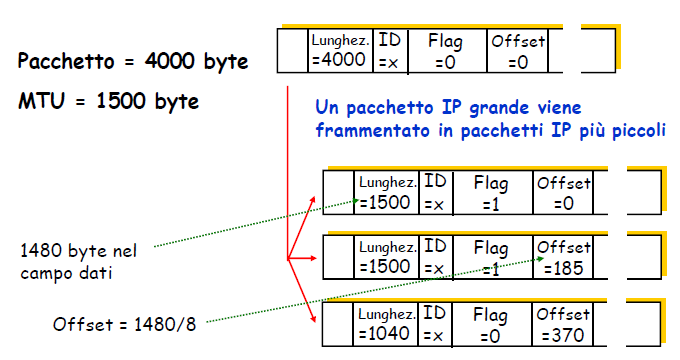 Pacchetto = 4000 byte
MTU = 1500 byte
Lunghez. ID Flag Offset
=4000 =x =0 =0
Un pacchetto IP grande viene
frammentato in pacchetti IP più piccoli
Lunghez. ID Flag Offset
=1500 =x =1 =0
1480 byte nel
campo dati
Lunghez. ID Flag Offset
=1500 =x =1 =185
Offset = 1480/8
Lunghez. ID Flag Offset
=1040 =x =0 =370